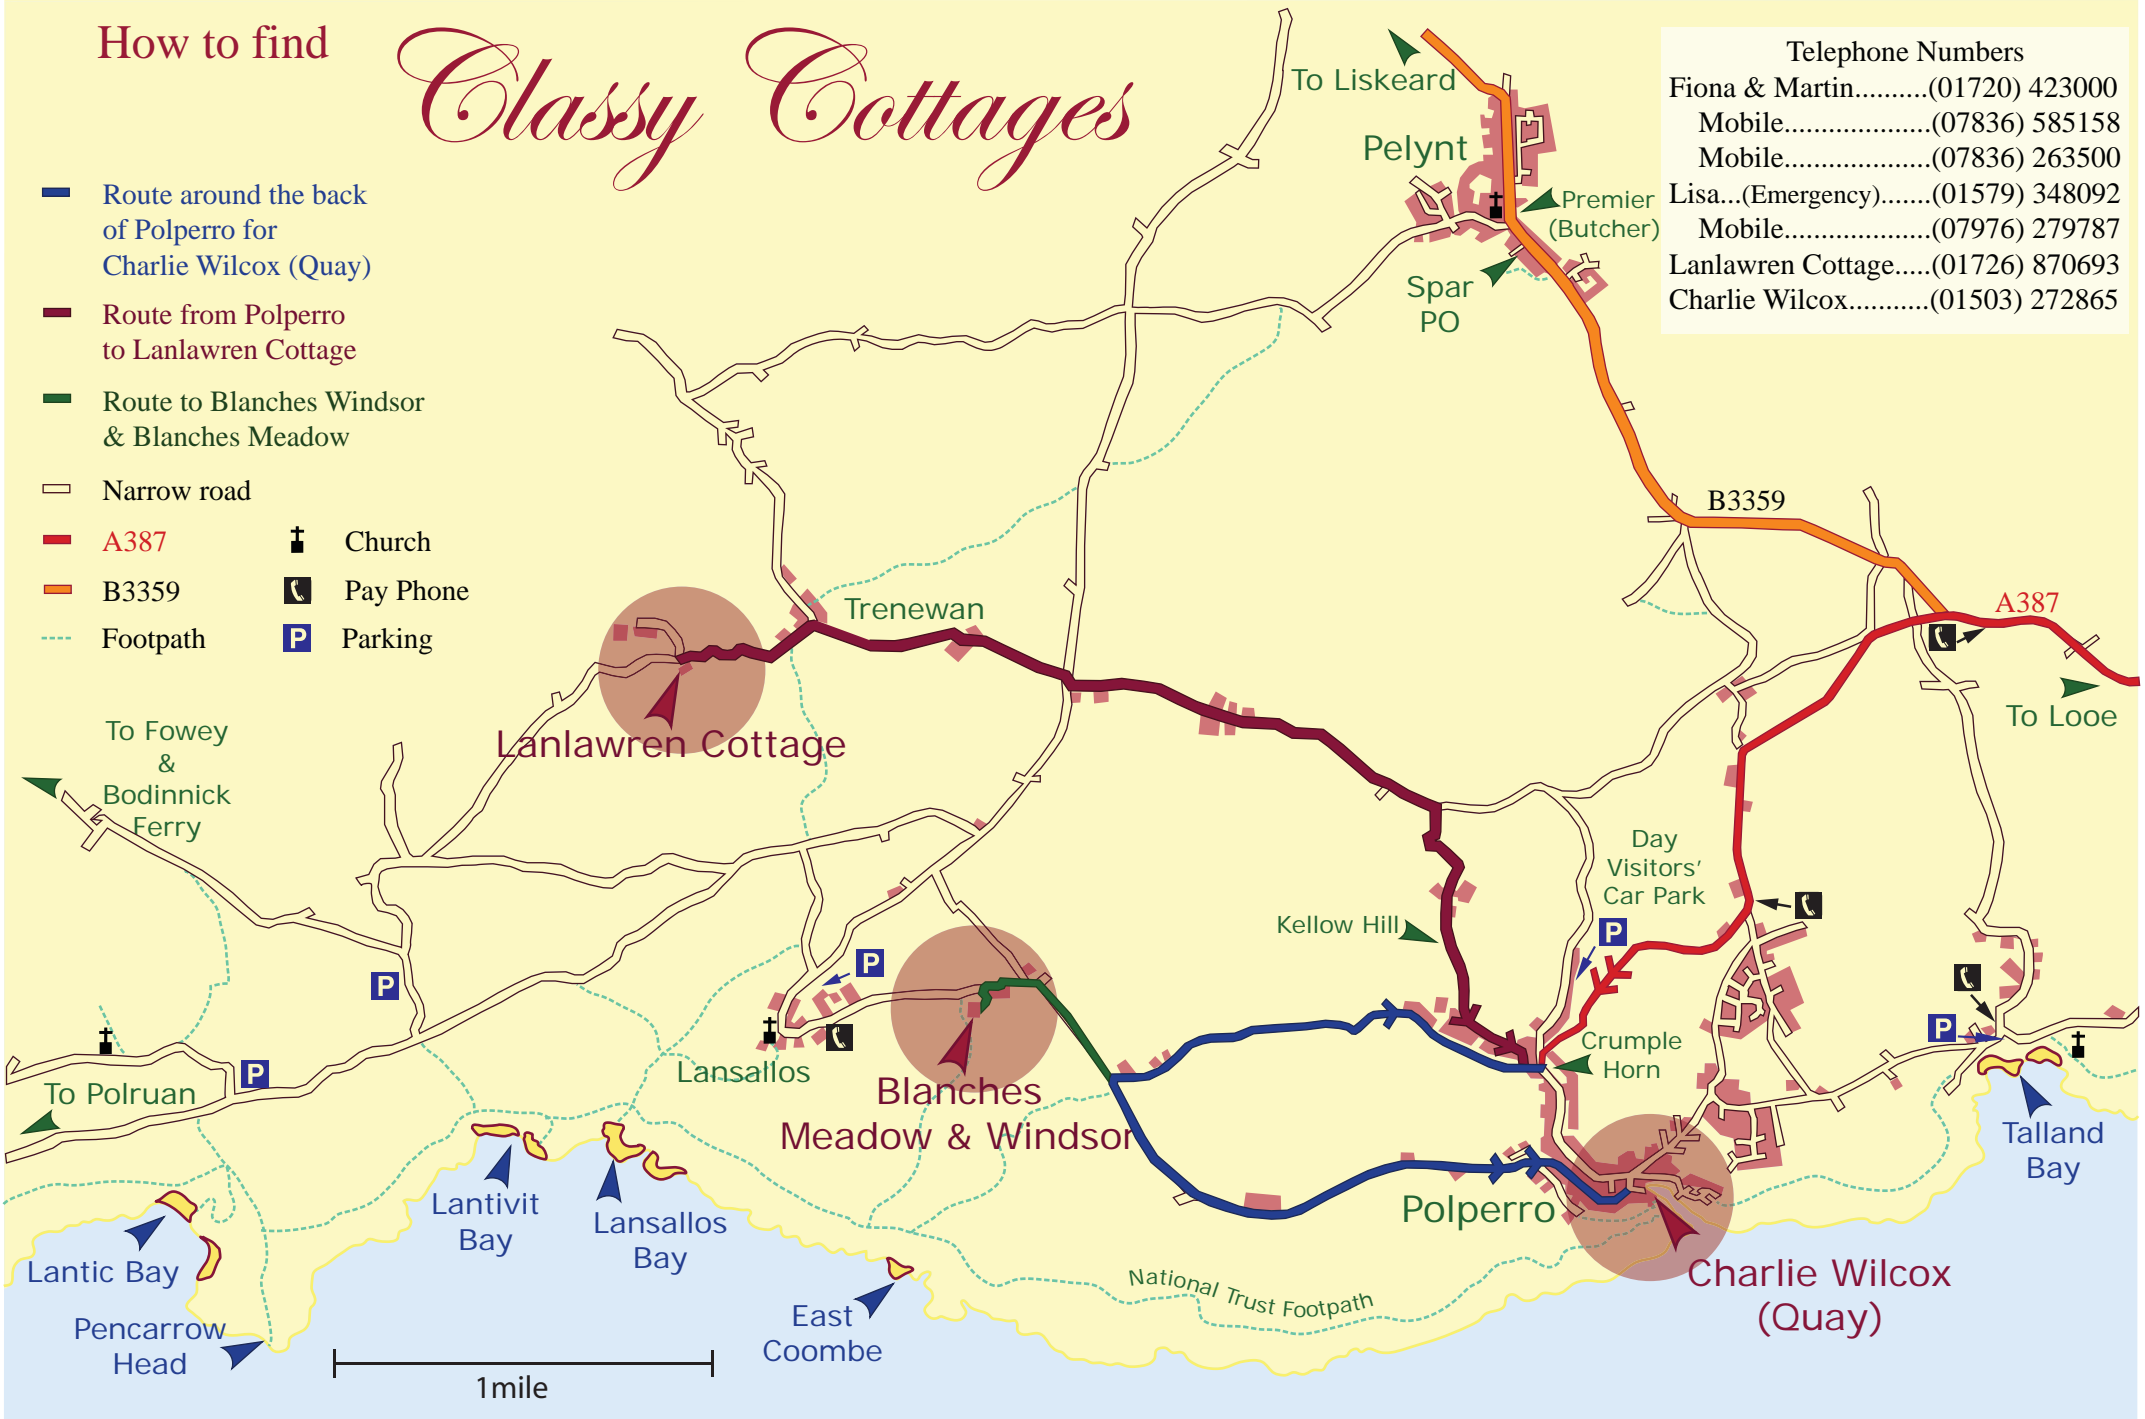 How to find
Classy Cottages
Route around the back
of Polperro for
Charlie Wilcox (Quay)
Route from Polperro
to Lanlawren Cottage
Route to Blanches Windsor
& Blanches Meadow
Narrow road
A387
Church
B3359
Pay Phone
Footpath
P
Parking
Telephone Numbers
Fiona & Martin..........(01720) 423000
Mobile....................(07836) 585158
Mobile....................(07836) 263500
Lisa...(Emergency).......(01579) 348092
Mobile....................(07976) 279787
Lanlawren Cottage.....(01726) 870693
Charlie Wilcox...........(01503) 272865
To Liskeard
Pelynt
Premier
(Butcher)
Spar
PO
B3359
A387
To Looe
Trenewan
Lanlawren Cottage
To Fowey
&
Bodinnick
Ferry
Day
Visitors'
Car Park
P
Kellow Hill
P
P
P
P
Crumple
Horn
To Polruan
Lansallos
Blanches
Meadow & Windsor
Talland
Bay
Polperro
Lantivit
Bay
Lansallos
Bay
Lantic Bay
Charlie Wilcox
(Quay)
National Trust Footpath
East
Coombe
Pencarrow
Head
1mile